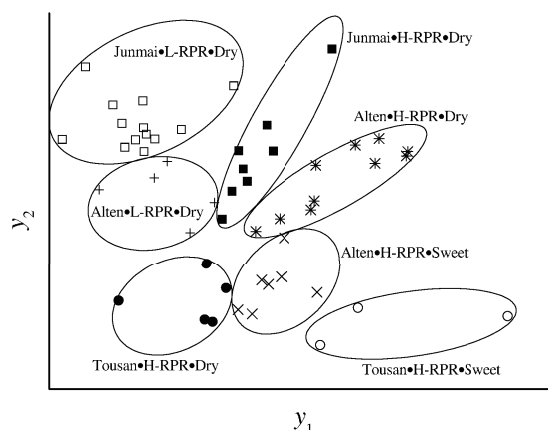 Junmai•L-RPR•Dry
Junmai•H-RPR•Dry
Alten•H-RPR•Dry
Alten•L-RPR•Dry
Alten•H-RPR•Sweet
Tousan•H-RPR•Dry
Tousan•H-RPR•Sweet
y2
y1